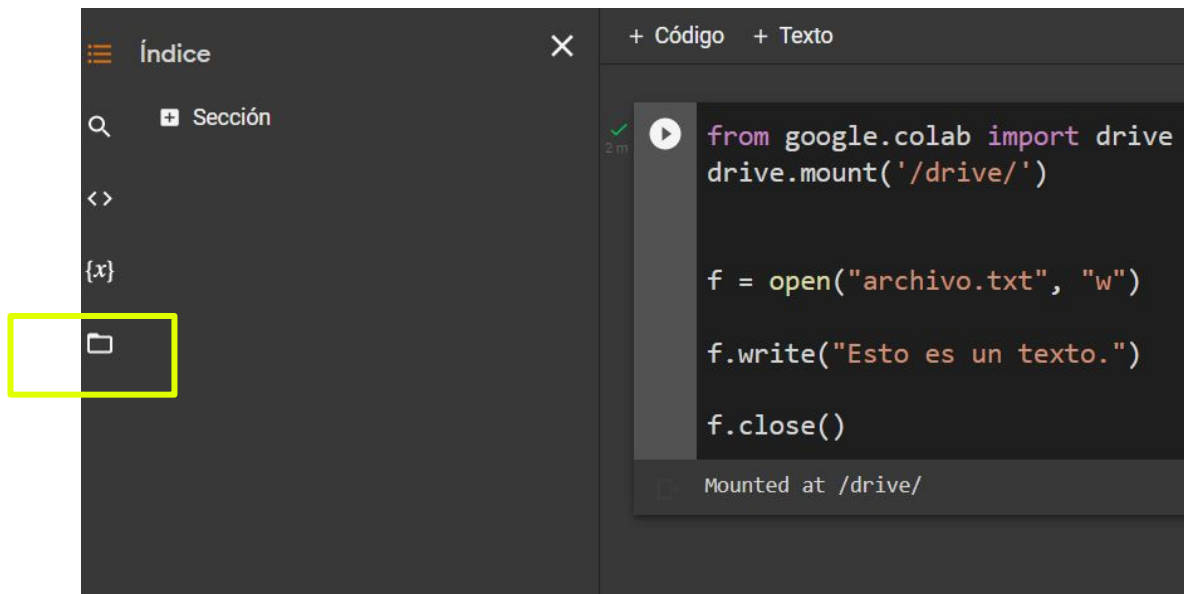 Índice
Sección
<>
{x}
+ Código + Texto
2 m
from google.colab import drive
drive.mount('/drive/')
f = open("archivo.txt", "w")
f.write("Esto es un texto.")
f.close()
Mounted at /drive/